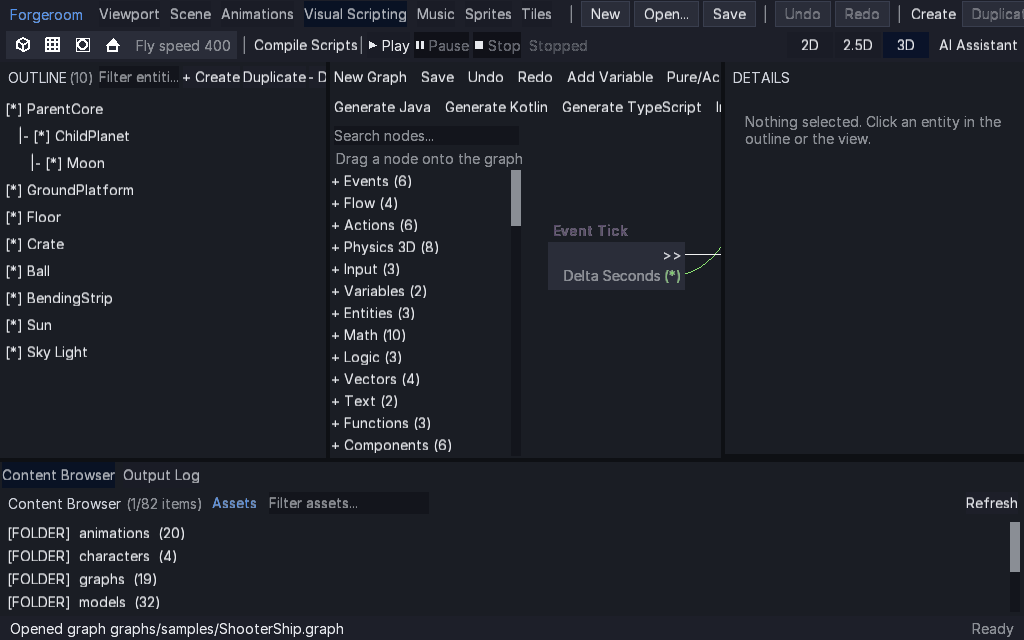 Forgeroom Viewport Scene Animations Visual Scripting Music Sprites Tiles | New Open... Save | Undo Redo | Create Duplicat
Fly speed 400 | Compile Scripts | Play Pause Stop Stopped 2D 2.5D 3D AI Assistant
OUTLINE (10) Filter entiti... + Create Duplicate - D
New Graph Save Undo Redo Add Variable Pure/Ac
DETAILS
Generate Java Generate Kotlin Generate TypeScript I
[*] ParentCore
|- [*] ChildPlanet
|- [*] Moon
[*] GroundPlatform
[*] Floor
[*] Crate
[*] Ball
[*] BendingStrip
[*] Sun
[*] Sky Light
Search nodes...
Drag a node onto the graph
+ Events (6)
+ Flow (4)
+ Actions (6)
+ Physics 3D (8)
+ Input (3)
+ Variables (2)
+ Entities (3)
+ Math (10)
+ Logic (3)
+ Vectors (4)
+ Text (2)
+ Functions (3)
+ Components (6)
Event Tick
>>
Delta Seconds (*)
Nothing selected. Click an entity in the
outline or the view.
Content Browser Output Log
Content Browser (1/82 items) Assets Filter assets... Refresh
[FOLDER] animations (20)
[FOLDER] characters (4)
[FOLDER] graphs (19)
[FOLDER] models (32)
Opened graph graphs/samples/ShooterShip.graph Ready